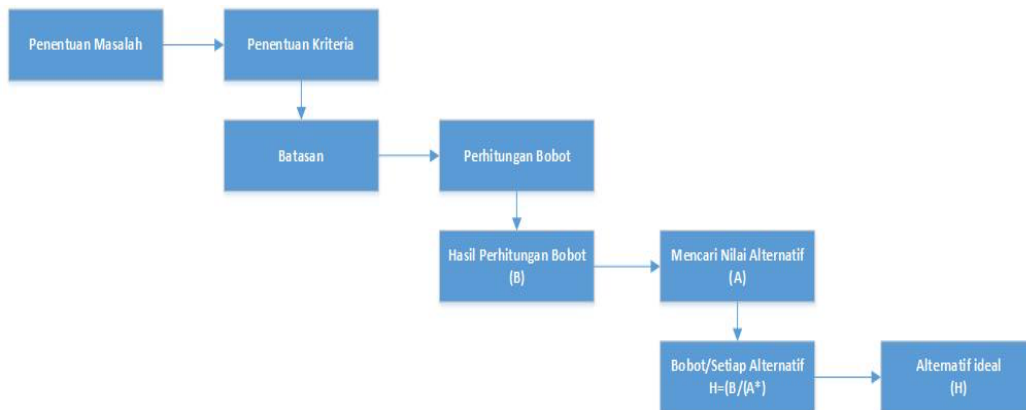 Penentuan Masalah
Penentuan Kriteria
Batasan
Perhitungan Bobot
Hasil Perhitungan Bobot
(B)
Mencari Nilai Alternatif
(A)
Bobot/Setiap Alternatif
H=(B/(A*)
Alternatif ideal
(H)